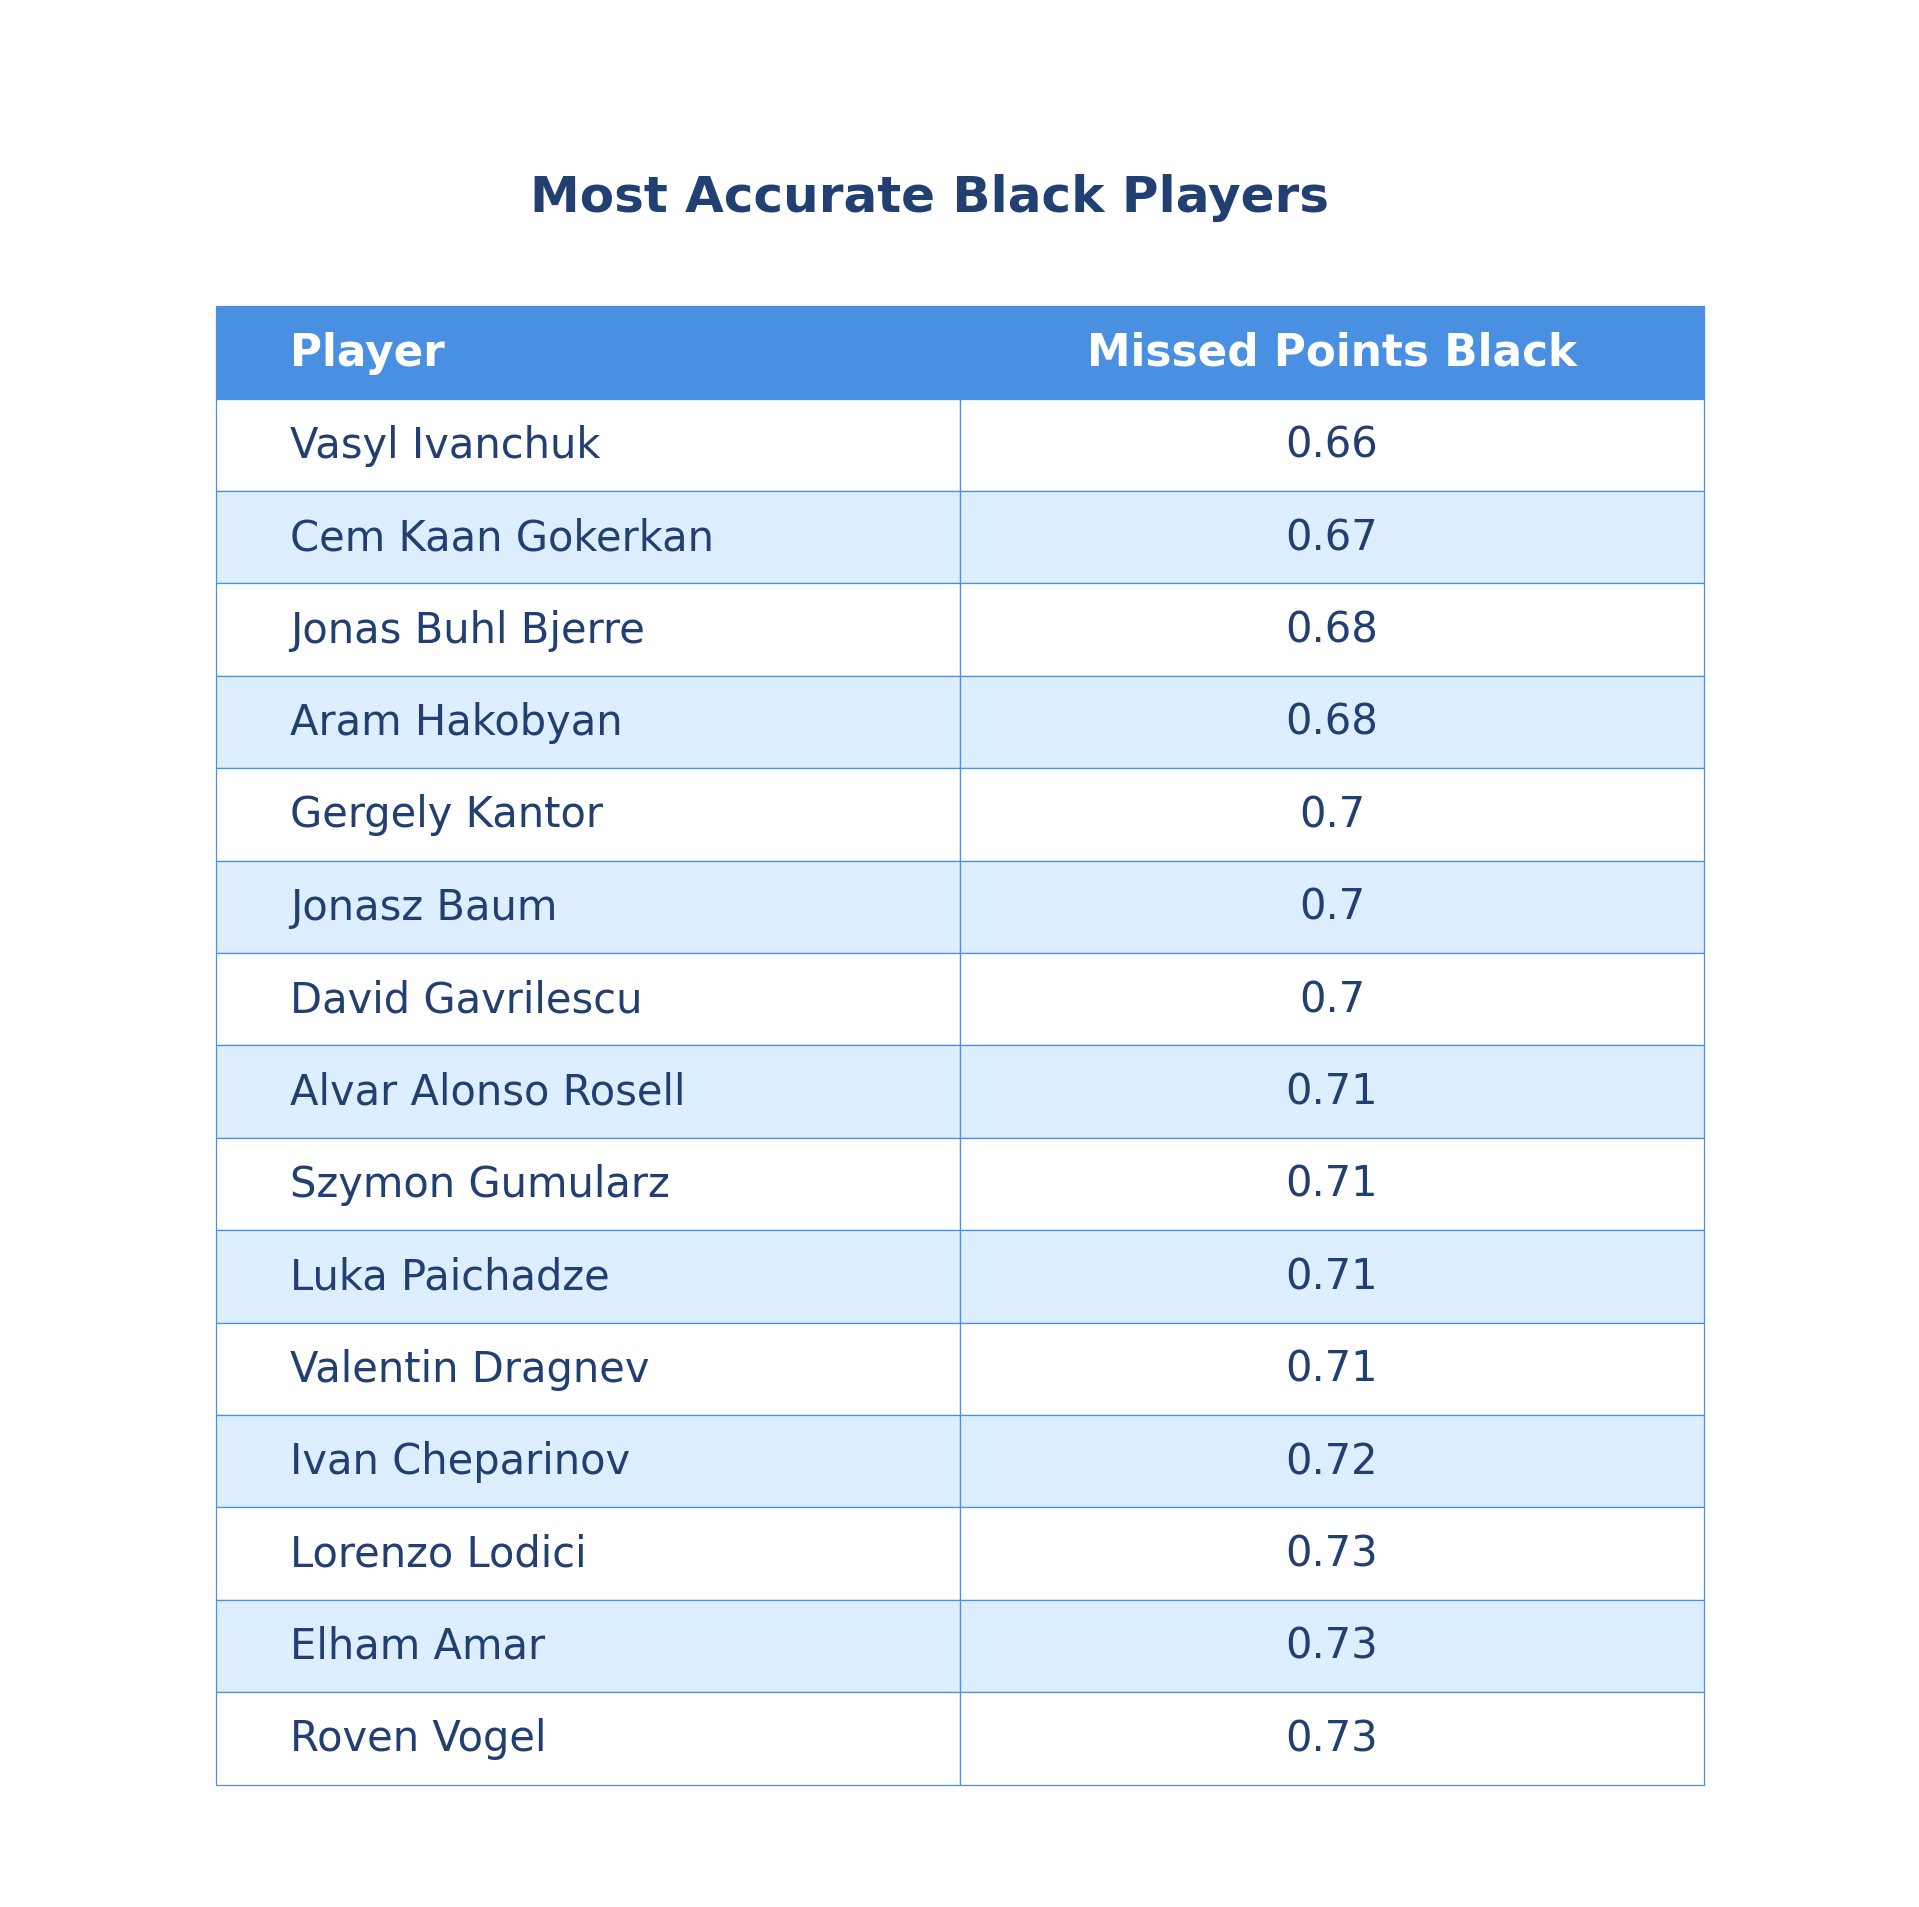 Most Accurate Black Players
Player Missed Points Black
Vasyl Ivanchuk 0.66
Cem Kaan Gokerkan 0.67
Jonas Buhl Bjerre 0.68
Aram Hakobyan 0.68
Gergely Kantor 0.7
Jonasz Baum 0.7
David Gavrilescu 0.7
Alvar Alonso Rosell 0.71
Szymon Gumularz 0.71
Luka Paichadze 0.71
Valentin Dragnev 0.71
Ivan Cheparinov 0.72
Lorenzo Lodici 0.73
Elham Amar 0.73
Roven Vogel 0.73